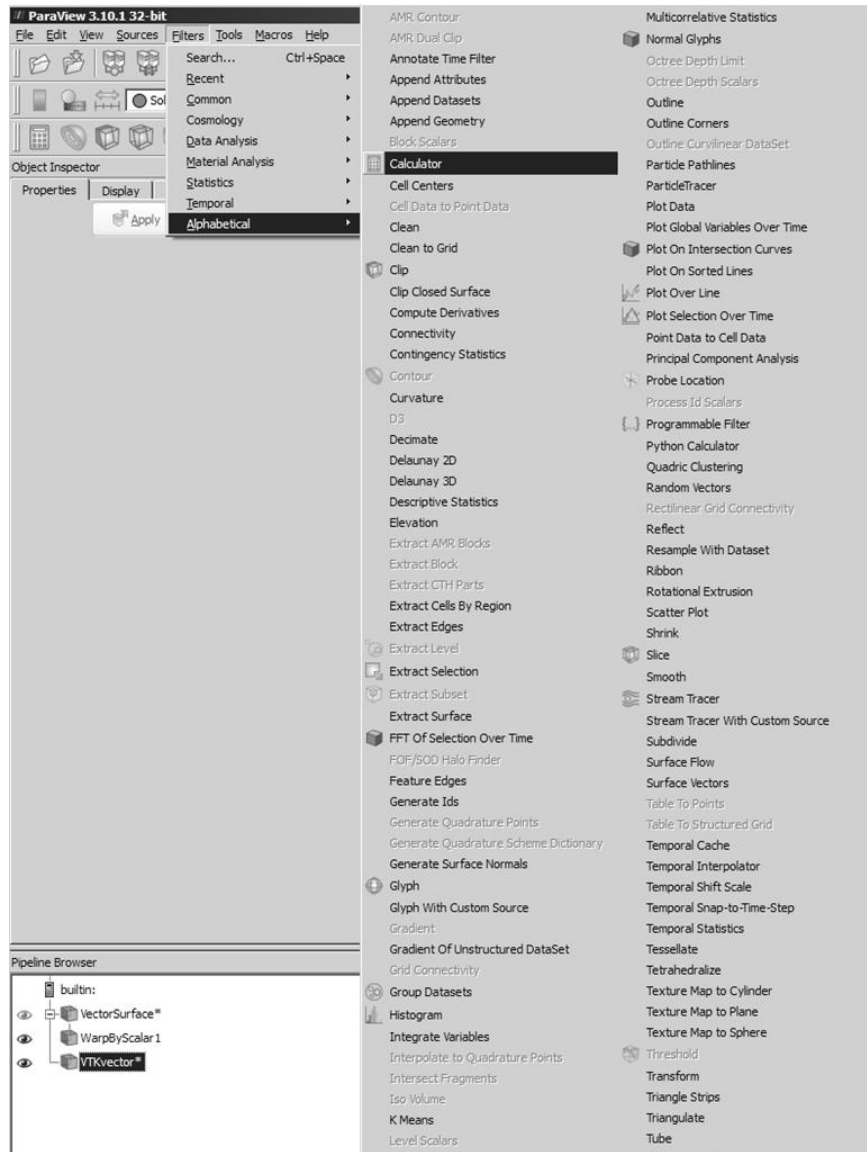 ParaView 3.10.1 32-bit
File Edit View Sources Filters Tools Macros Help
Search... Ctrl+Space
Recent
Common
Cosmology
Data Analysis
Material Analysis
Statistics
Temporal
Alphabetical
Sol
Object Inspector
Properties Display
Apply
Pipeline Browser
builtin:
VectorSurface*
WarpByScalar1
VTKvector*
AMR Contour
AMR Dual Clip
Annotate Time Filter
Append Attributes
Append Datasets
Append Geometry
Block Scalars
Calculator
Cell Centers
Cell Data to Point Data
Clean
Clean to Grid
Clip
Clip Closed Surface
Compute Derivatives
Connectivity
Contingency Statistics
Contour
Curvature
D3
Decimate
Delaunay 2D
Delaunay 3D
Descriptive Statistics
Elevation
Extract AMR Blocks
Extract Block
Extract CTH Parts
Extract Cells By Region
Extract Edges
Extract Level
Extract Selection
Extract Subset
Extract Surface
FFT Of Selection Over Time
FOF/SOD Halo Finder
Feature Edges
Generate Ids
Generate Quadrature Points
Generate Quadrature Scheme Dictionary
Generate Surface Normals
Glyph
Glyph With Custom Source
Gradient
Gradient Of Unstructured DataSet
Grid Connectivity
Group Datasets
Histogram
Integrate Variables
Interpolate to Quadrature Points
Intersect Fragments
Iso Volume
K Means
Level Scalars
Multicorrelative Statistics
Normal Glyphs
Octree Depth Limit
Octree Depth Scalars
Outline
Outline Corners
Outline Curvilinear DataSet
Particle Pathlines
ParticleTracer
Plot Data
Plot Global Variables Over Time
Plot On Intersection Curves
Plot On Sorted Lines
Plot Over Line
Plot Selection Over Time
Point Data to Cell Data
Principal Component Analysis
Probe Location
Process Id Scalars
Programmable Filter
Python Calculator
Quadric Clustering
Random Vectors
Rectilinear Grid Connectivity
Reflect
Resample With Dataset
Ribbon
Rotational Extrusion
Scatter Plot
Shrink
Slice
Smooth
Stream Tracer
Stream Tracer With Custom Source
Subdivide
Surface Flow
Surface Vectors
Table To Points
Table To Structured Grid
Temporal Cache
Temporal Interpolator
Temporal Shift Scale
Temporal Snap-to-Time-Step
Temporal Statistics
Tessellate
Tetrahedralize
Texture Map to Cylinder
Texture Map to Plane
Texture Map to Sphere
Threshold
Transform
Triangle Strips
Triangulate
Tube